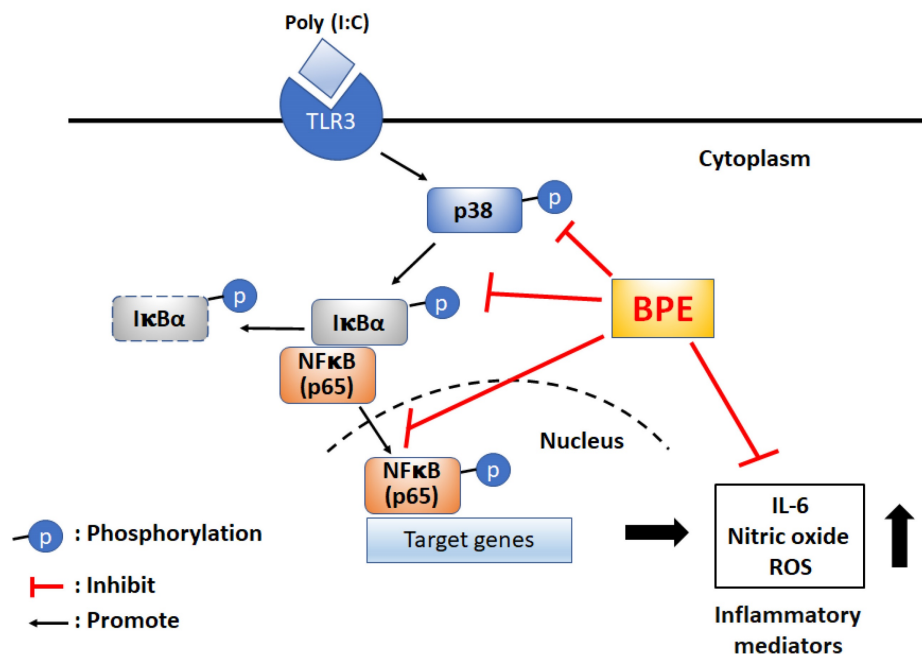 Poly (I:C)
TLR3
Cytoplasm
p38
p
IκBα
p
IκBα
p
BPE
NFκB
(p65)
Nucleus
NFκB
(p65)
p
Target genes
IL-6
Nitric oxide
ROS
Inflammatory
mediators
p : Phosphorylation
: Inhibit
: Promote